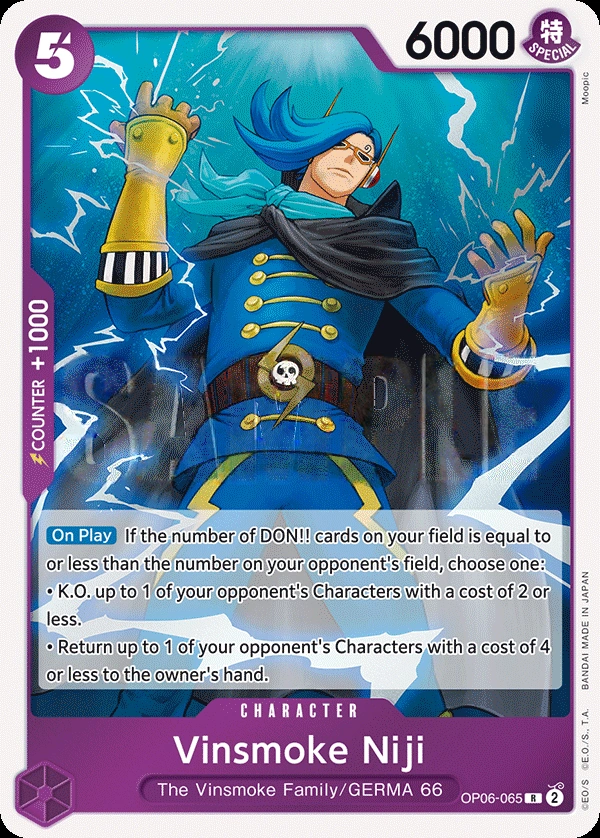 5
6000
特
SPECIAL
Moopic
COUNTER +1000
SAMPLE
On Play If the number of DON!! cards on your field is equal to
or less than the number on your opponent's field, choose one:
• K.O. up to 1 of your opponent's Characters with a cost of 2 or
less.
• Return up to 1 of your opponent's Characters with a cost of 4
or less to the owner's hand.
CHARACTER
Vinsmoke Niji
The Vinsmoke Family/GERMA 66
OP06-065 R 2
©E.O/S ©E.O./S., T.A. BANDAI MADE IN JAPAN